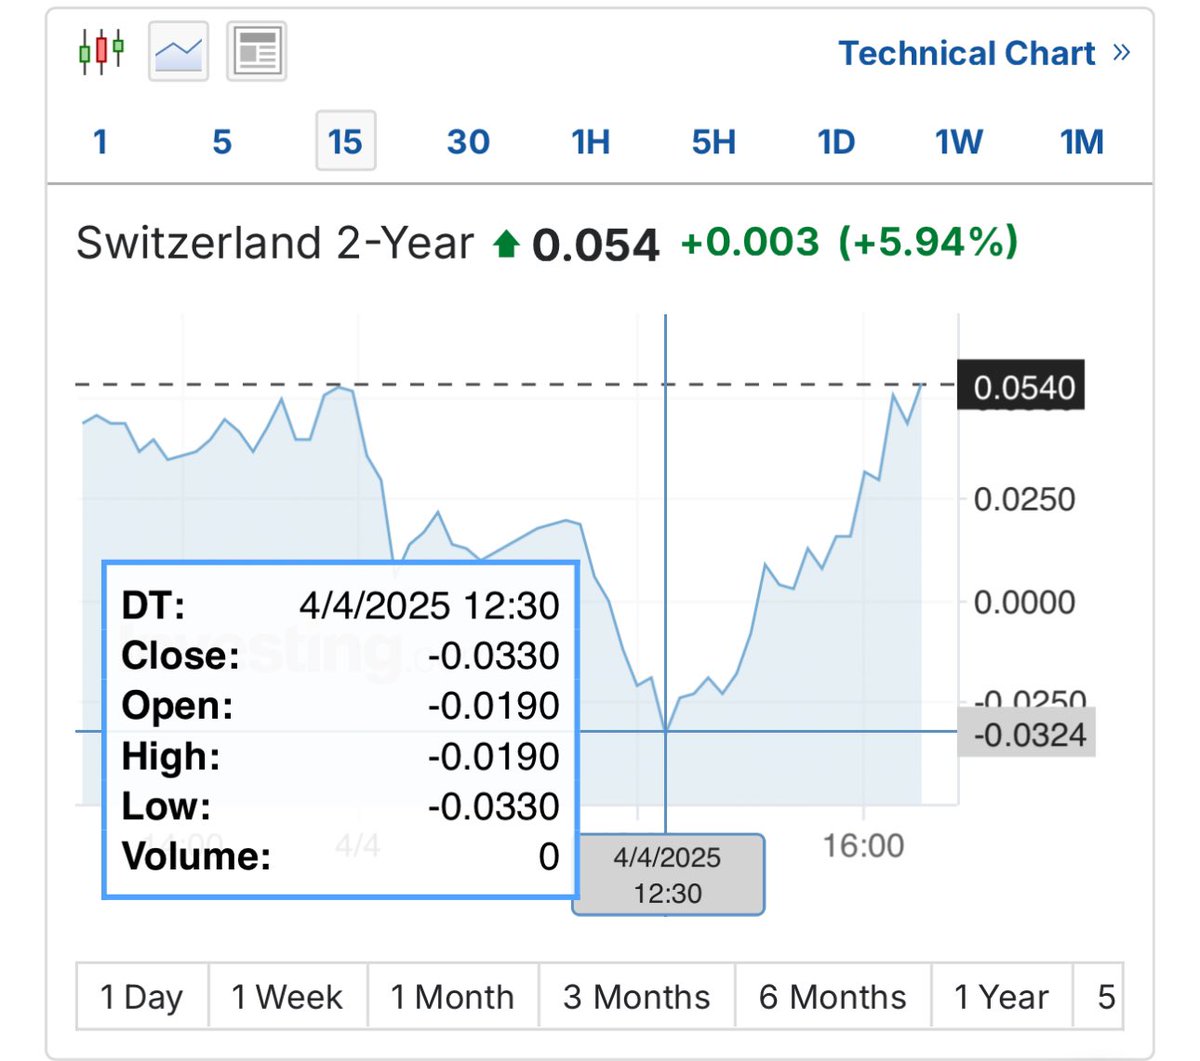 Technical Chart »
1 5 15 30 1H 5H 1D 1W 1M
Switzerland 2-Year 0.054 +0.003 (+5.94%)
0.0540
0.0250
0.0000
-0.0250
-0.0324
DT: 4/4/2025 12:30
Close: -0.0330
Open: -0.0190
High: -0.0190
Low: -0.0330
Volume: 0
Investing
14:00 4/4 16:00
4/4/2025
12:30
1 Day 1 Week 1 Month 3 Months 6 Months 1 Year 5